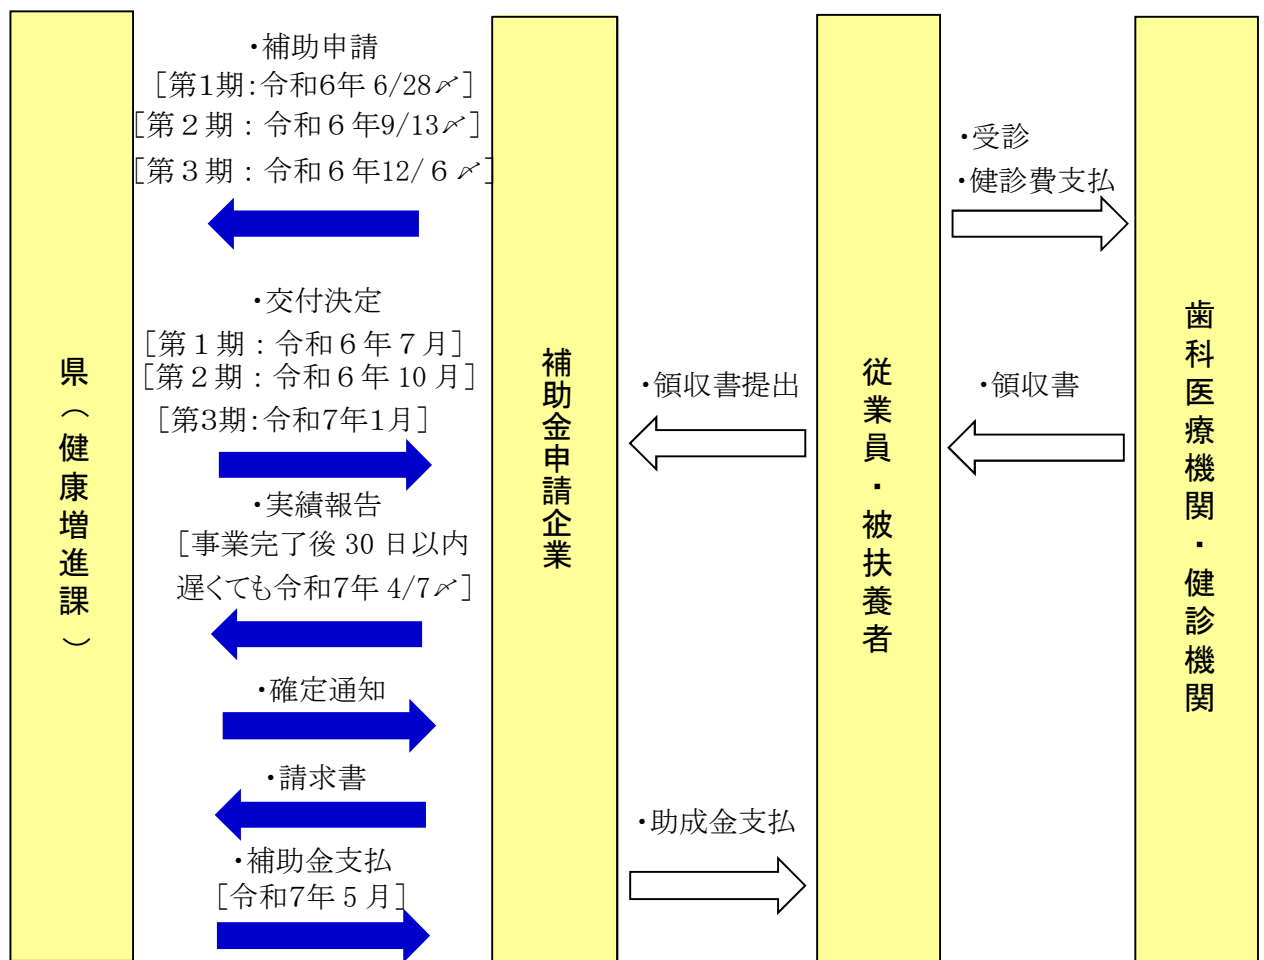 県（健康増進課）
・補助申請
［第1期:令和6年 6/28〆］
［第２期：令和６年9/13〆］
［第３期：令和６年12/６〆］
・交付決定
［第１期：令和６年７月］
［第２期：令和６年 10 月］
［第3期:令和7年1月］
・実績報告
［事業完了後 30 日以内
遅くても令和7年 4/7〆］
・確定通知
・請求書
・補助金支払
［令和7年 5 月］
補助金申請企業
・領収書提出
・助成金支払
従業員・被扶養者
・受診
・健診費支払
・領収書
歯科医療機関・健診機関